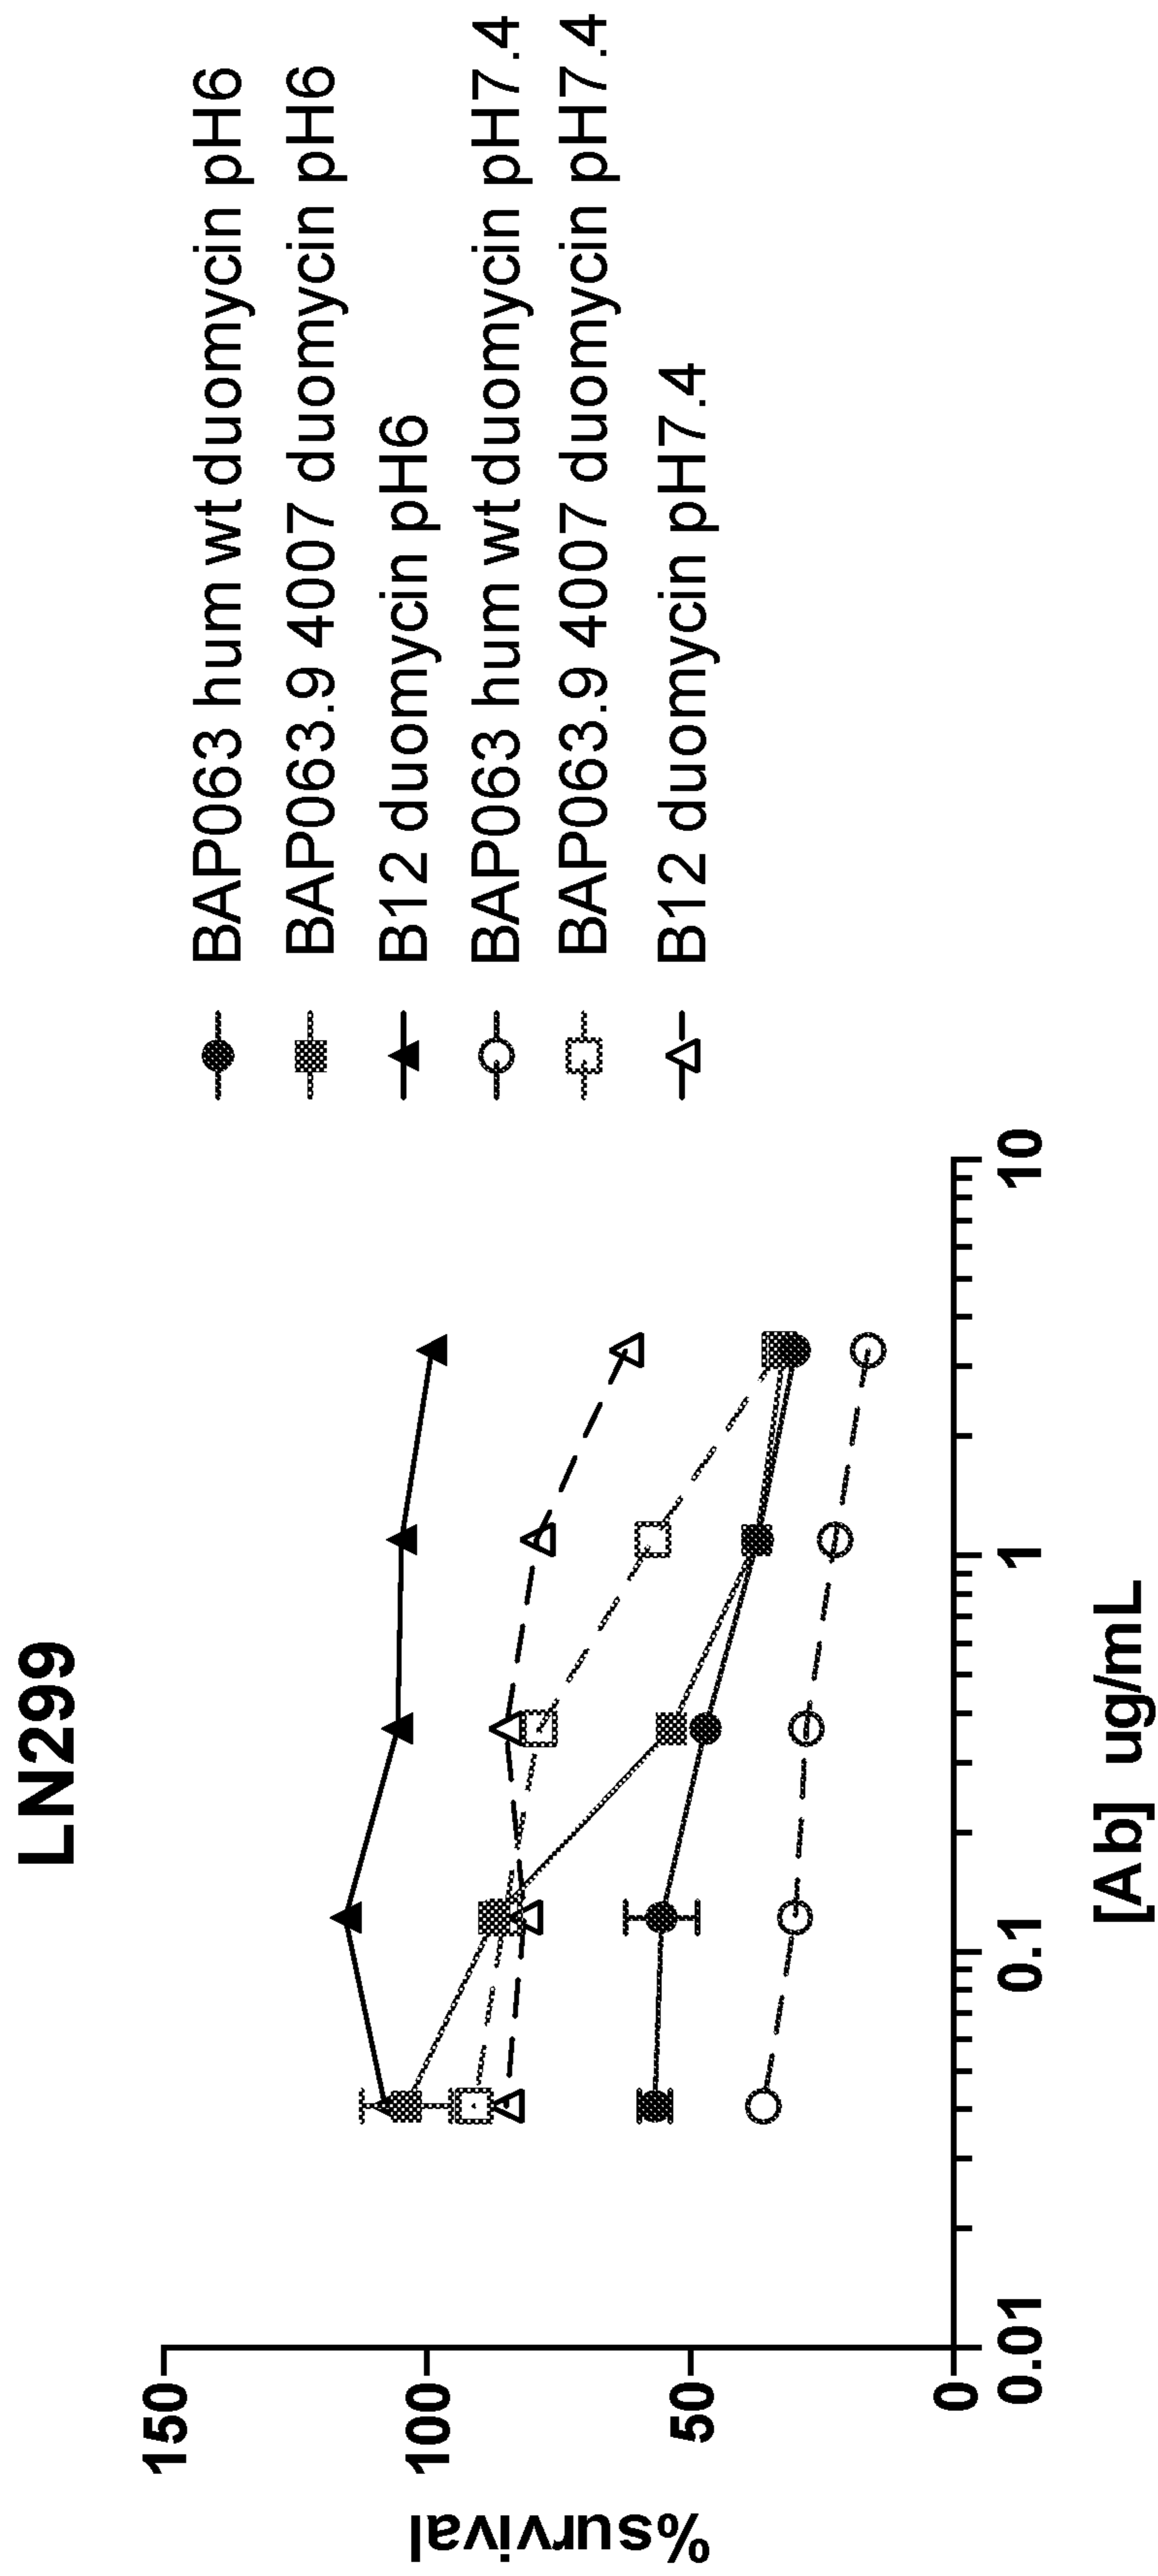 LN299
150
100
50
0
%survival
0.01
0.1
1
10
[Ab] ug/mL
BAP063 hum wt duomycin pH6
BAP063.9 4007 duomycin pH6
B12 duomycin pH6
BAP063 hum wt duomycin pH7.4
BAP063.9 4007 duomycin pH7.4
B12 duomycin pH7.4